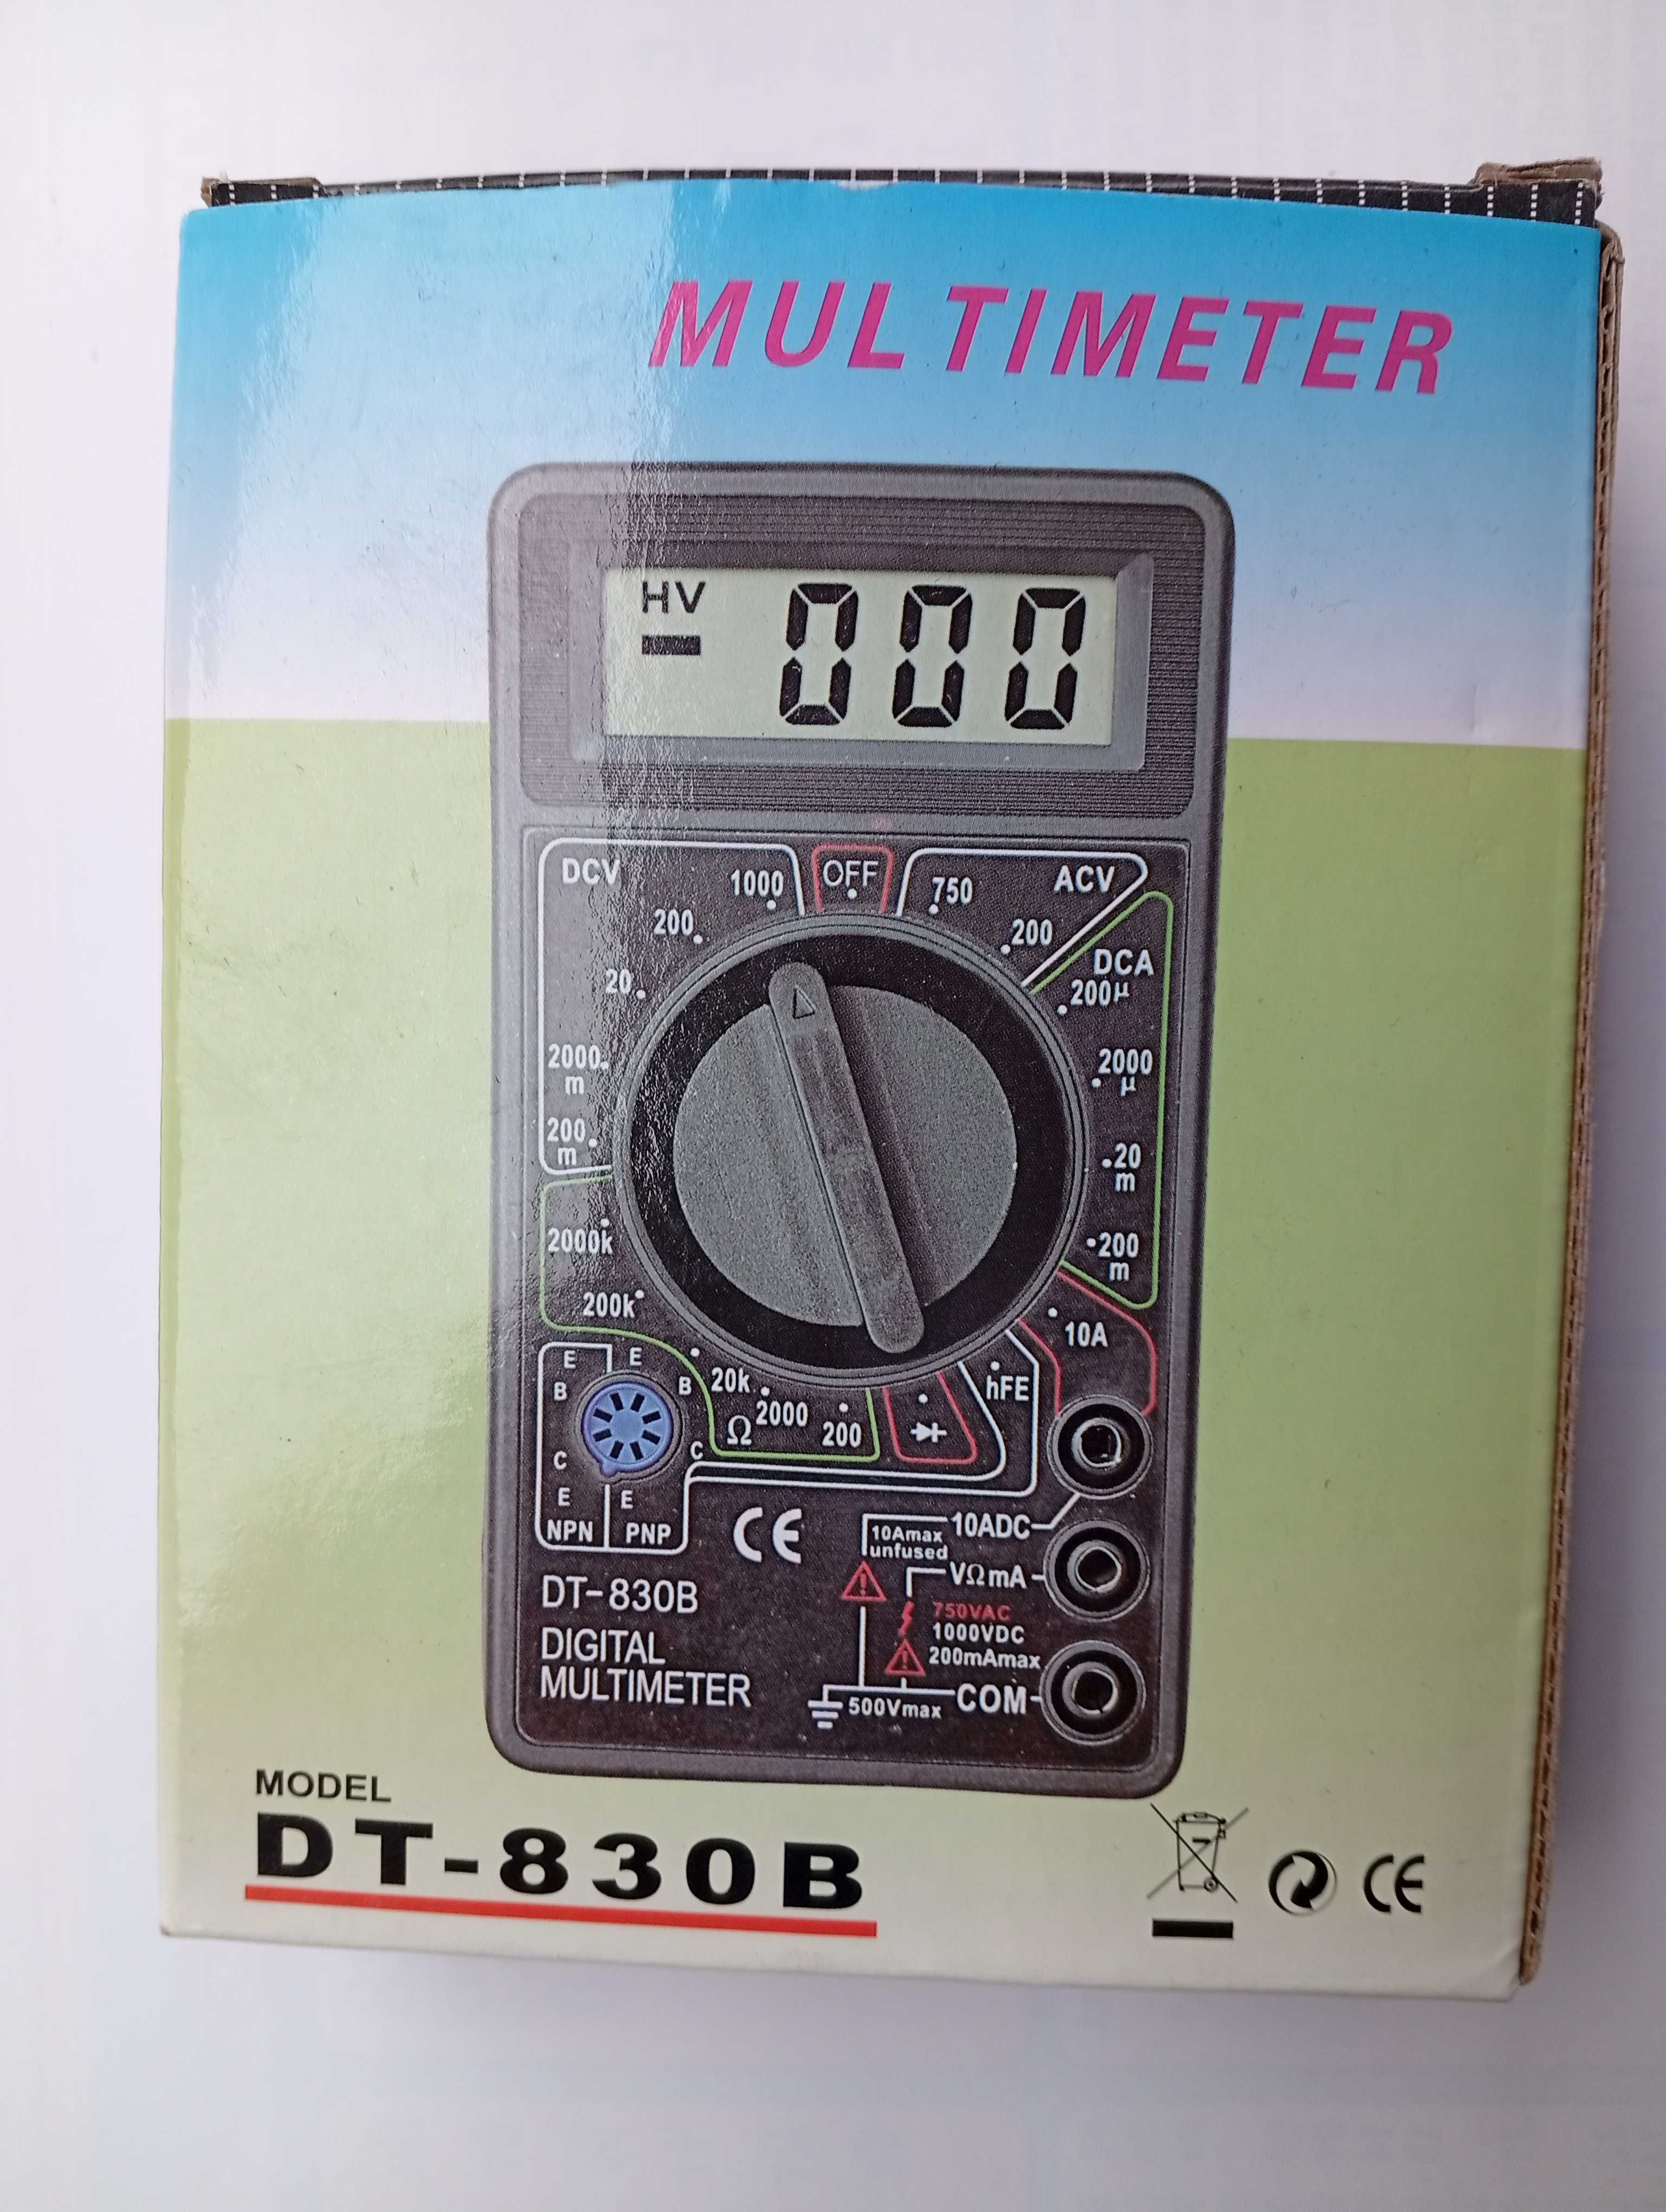 MULTIMETER
HV
- 000
DCV
1000
OFF
750
ACV
200
200
DCA
20
200µ
2000
m
2000
µ
200
m
20
m
2000k
200
m
200k
10A
E
E
B
B
20k
hFE
Ω
2000
200
C
C
E
E
NPN
PNP
CE
10Amax
unfused
10ADC
VΩmA
750VAC
1000VDC
200mAmax
500Vmax
COM
DT-830B
DIGITAL
MULTIMETER
MODEL
DT-830B
CE